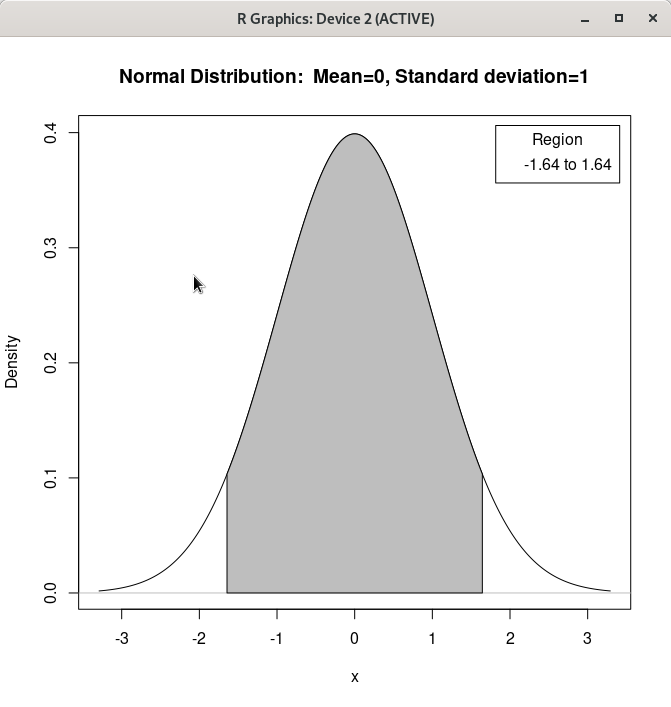 R Graphics: Device 2 (ACTIVE)
Normal Distribution:  Mean=0, Standard deviation=1
Region
-1.64 to 1.64
Density
0.4
0.3
0.2
0.1
0.0
-3 -2 -1 0 1 2 3
x